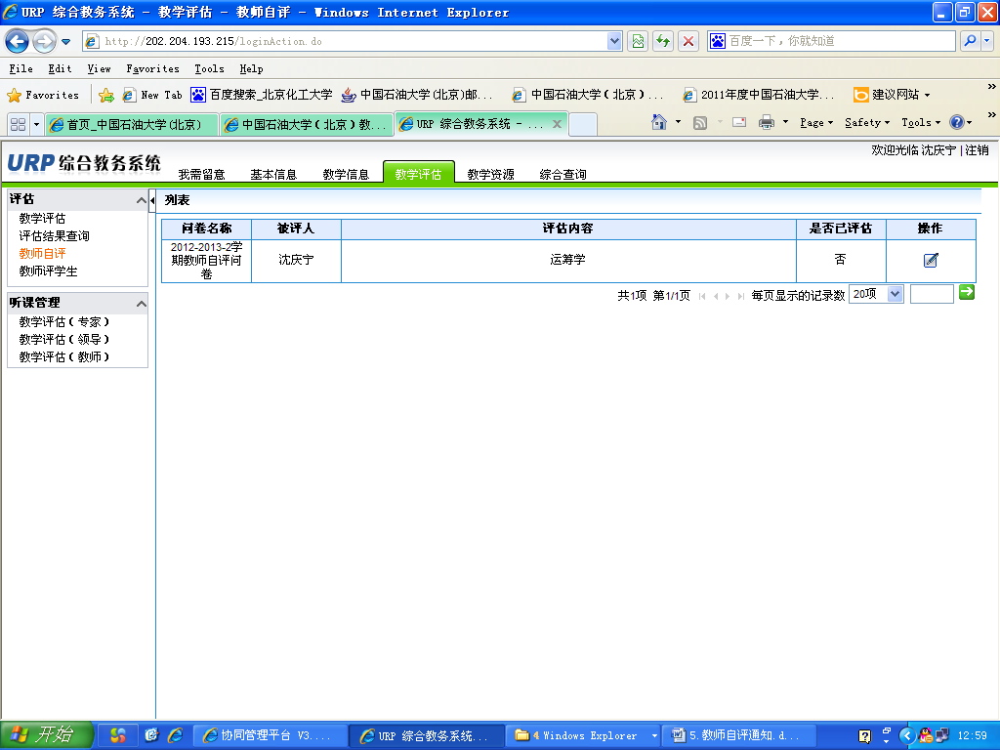 URP 综合教务系统 - 教学评估 - 教师自评 - Windows Internet Explorer
http://202.204.193.215/loginAction.do
百度一下，你就知道
File Edit View Favorites Tools Help
Favorites New Tab 百度搜索_北京化工大学 中国石油大学(北京)邮... 中国石油大学（北京）... 2011年度中国石油大学... 建议网站 »
首页_中国石油大学(北京) 中国石油大学（北京）教... URP 综合教务系统 - ... Page Safety Tools »
欢迎光临 沈庆宁 | 注销
URP 综合教务系统
我需留意 基本信息 教学信息 教学评估 教学资源 综合查询
评估
教学评估
评估结果查询
教师自评
教师评学生
听课管理
教学评估（专家）
教学评估（领导）
教学评估（教师）
列表
问卷名称 被评人 评估内容 是否已评估 操作
2012-2013-2学
期教师自评问
卷
沈庆宁 运筹学 否
共1项 第1/1页 每页显示的记录数 20项
开始 协同管理平台 V3.... URP 综合教务系统... 4 Windows Explorer 5.教师自评通知.d... 12:59